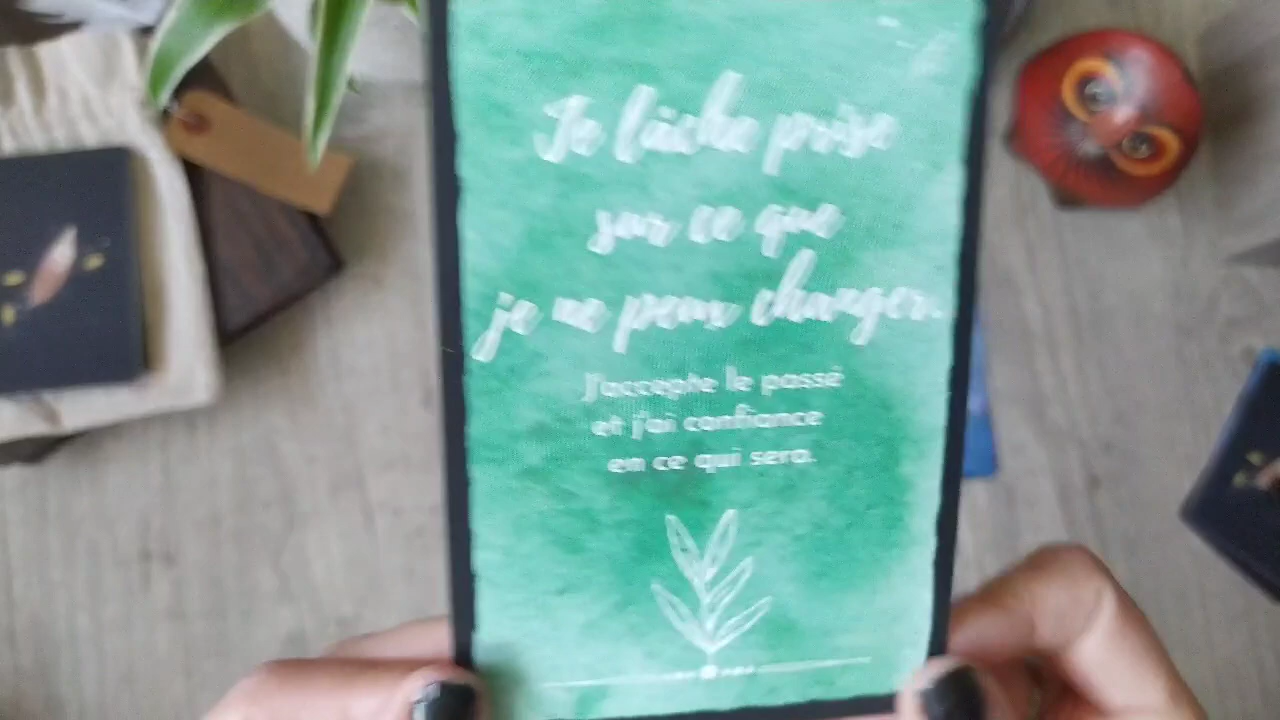 Je lâche prise
sur ce que
je ne peux changer.
J'accepte le passé
et j'ai confiance
en ce qui sera.